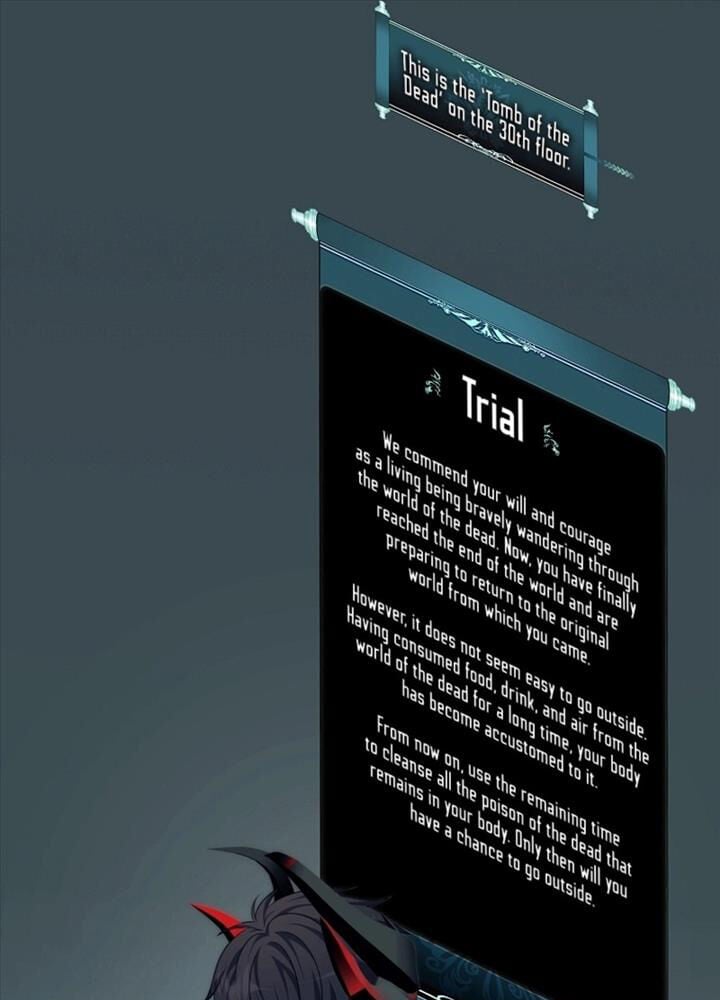 This is the 'Tomb of the
Dead' on the 30th floor.
Trial
We commend your will and courage
as a living being bravely wandering through
the world of the dead. Now, you have finally
reached the end of the world and are
preparing to return to the original
world from which you came.
However, it does not seem easy to go outside.
Having consumed food, drink, and air from the
world of the dead for a long time, your body
has become accustomed to it.
From now on, use the remaining time
to cleanse all the poison of the dead that
remains in your body. Only then will you
have a chance to go outside.